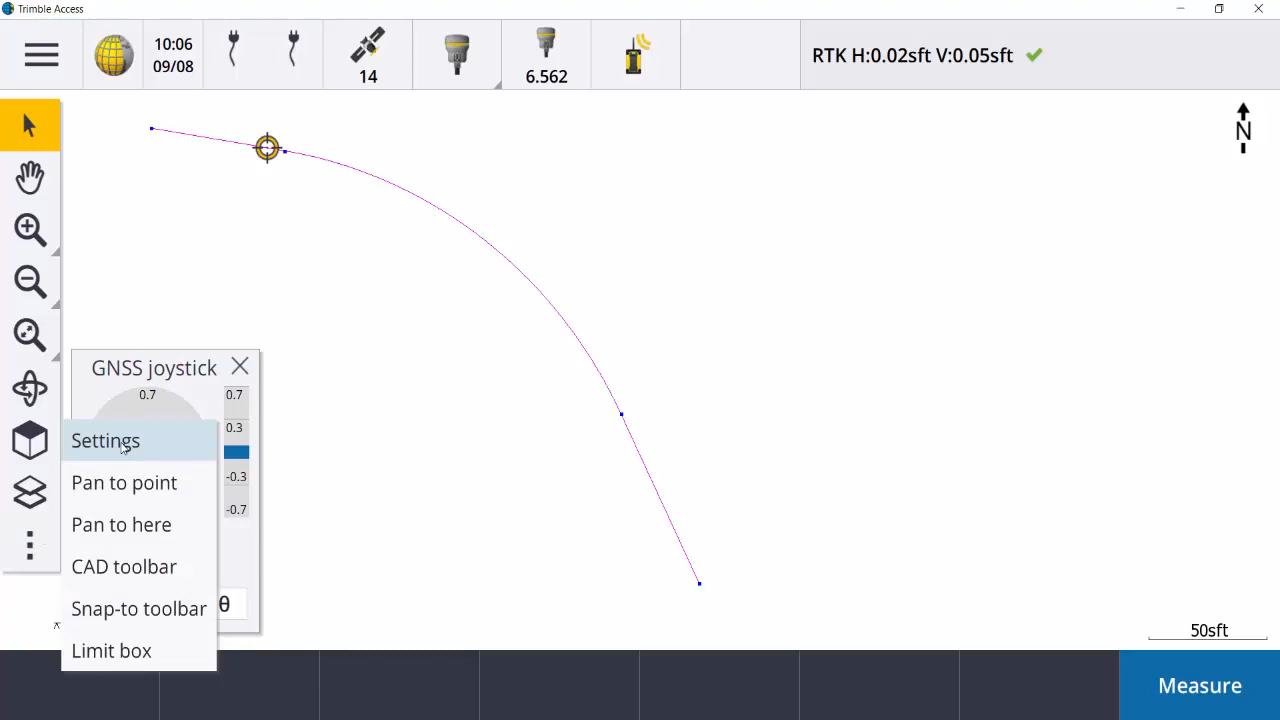 Trimble Access
10:06
09/08
14
6.562
RTK H:0.02sft V:0.05sft
N
GNSS joystick
0.7
0.7
0.3
-0.3
-0.7
θ
Settings
Pan to point
Pan to here
CAD toolbar
Snap-to toolbar
Limit box
50sft
Measure